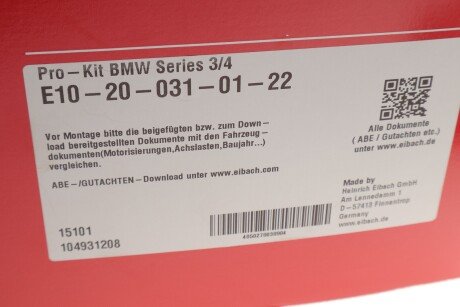 Pro-Kit BMW Series 3/4
E10-20-031-01-22
Vor Montage bitte die beigefügten bzw. zum Down-
load bereitgestellten Dokumente mit den Fahrzeug-
dokumenten(Motorisierungen,Achslasten,Baujahr...)
vergleichen.
ABE-/GUTACHTEN-Download unter www.eibach.com
Alle Dokumente
( ABE/ Gutachten etc.)
unter www.eibach.de
Made by
Heinrich Eibach GmbH
Am Lennedamm 1
D-57413 Finnentrop
Germany
www.eibach.de
15101
104931208